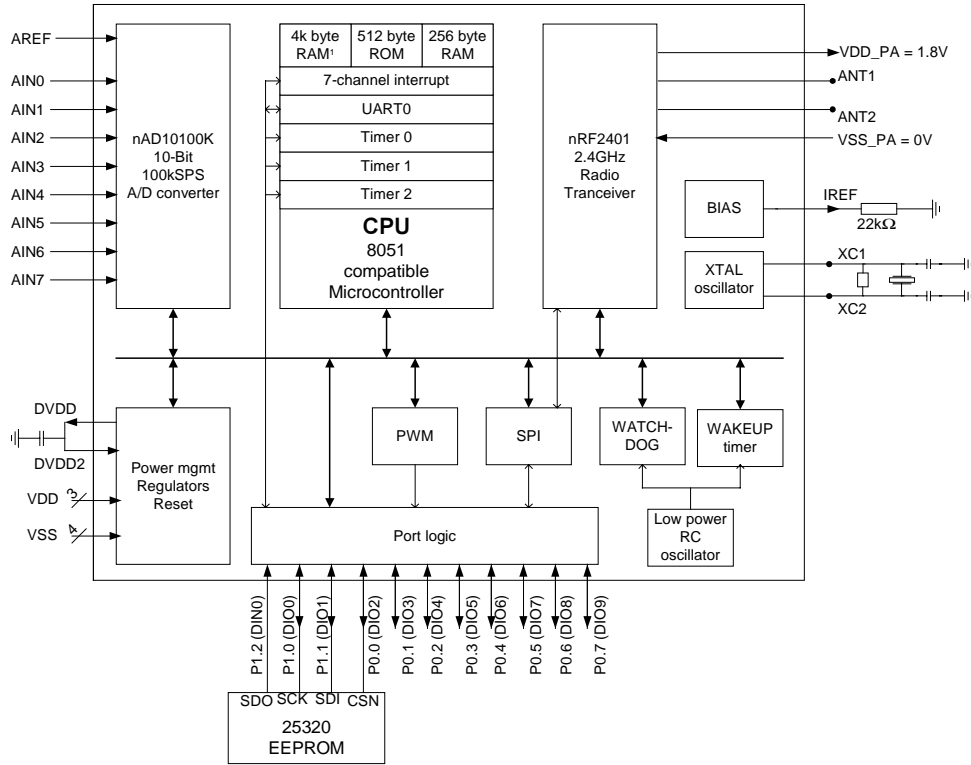 AREF
AIN0
AIN1
AIN2
AIN3
AIN4
AIN5
AIN6
AIN7
nAD10100K
10-Bit
100kSPS
A/D converter
4k byte
RAM¹
512 byte
ROM
256 byte
RAM
7-channel interrupt
UART0
Timer 0
Timer 1
Timer 2
CPU
8051
compatible
Microcontroller
nRF2401
2.4GHz
Radio
Tranceiver
VDD_PA = 1.8V
ANT1
ANT2
VSS_PA = 0V
BIAS
IREF
22kΩ
XTAL
oscillator
XC1
XC2
DVDD
DVDD2
VDD
3
VSS
4
Power mgmt
Regulators
Reset
PWM
SPI
WATCH-
DOG
WAKEUP
timer
Low power
RC
oscillator
Port logic
P1.2 (DIN0)
P1.0 (DIO0)
P1.1 (DIO1)
P0.0 (DIO2)
P0.1 (DIO3)
P0.2 (DIO4)
P0.3 (DIO5)
P0.4 (DIO6)
P0.5 (DIO7)
P0.6 (DIO8)
P0.7 (DIO9)
SDO
SCK
SDI
CSN
25320
EEPROM